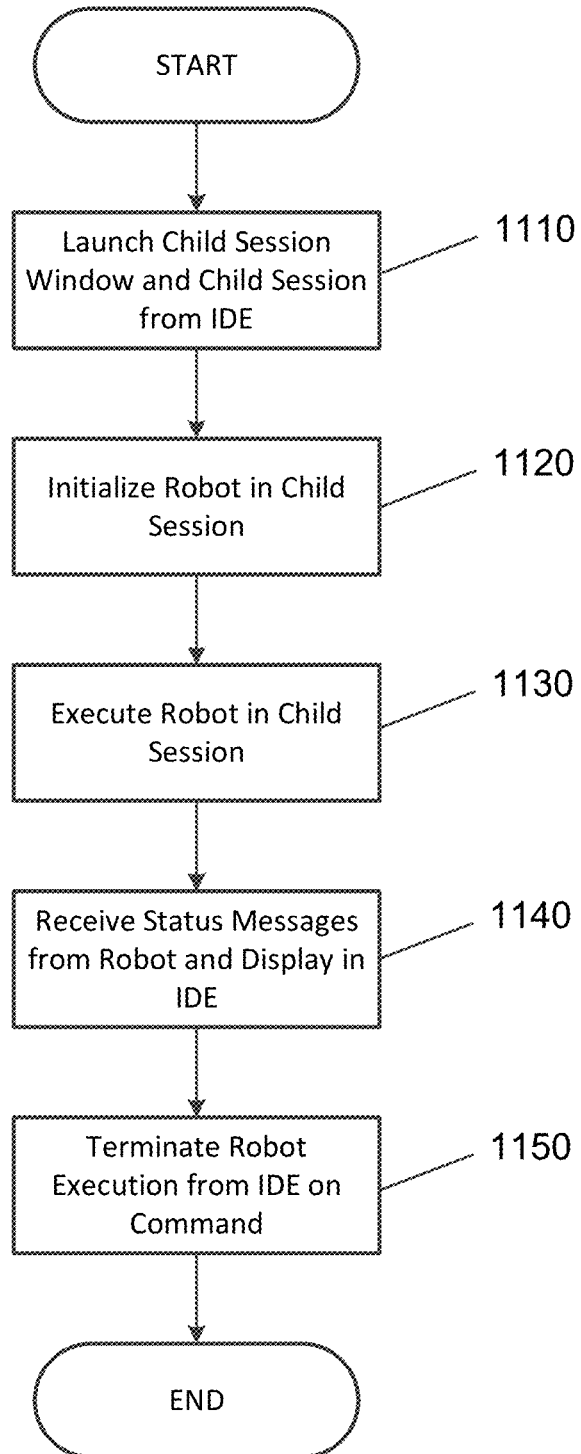 START
Launch Child Session
Window and Child Session
from IDE
1110
Initialize Robot in Child
Session
1120
Execute Robot in Child
Session
1130
Receive Status Messages
from Robot and Display in
IDE
1140
Terminate Robot
Execution from IDE on
Command
1150
END